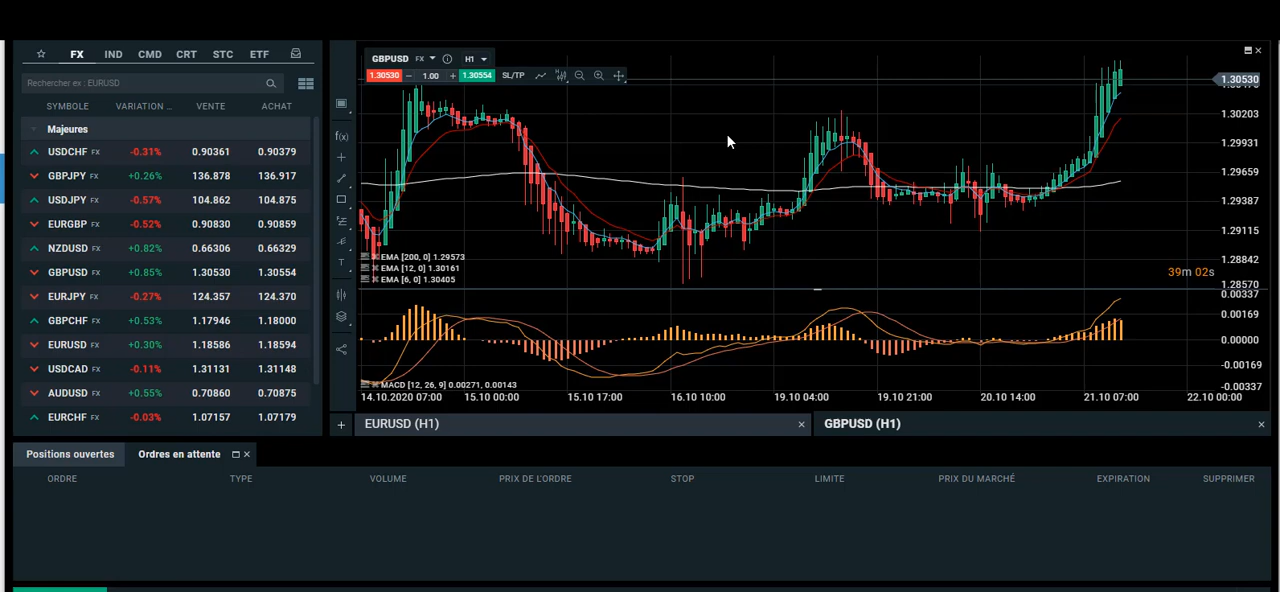 FX IND CMD CRT STC ETF
Rechercher ex : EURUSD
SYMBOLE VARIATION ... VENTE ACHAT
Majeures
USDCHF FX -0.31% 0.90361 0.90379
GBPJPY FX +0.26% 136.878 136.917
USDJPY FX -0.57% 104.862 104.875
EURGBP FX -0.52% 0.90830 0.90859
NZDUSD FX +0.82% 0.66306 0.66329
GBPUSD FX +0.85% 1.30530 1.30554
EURJPY FX -0.27% 124.357 124.370
GBPCHF FX +0.53% 1.17946 1.18000
EURUSD FX +0.30% 1.18586 1.18594
USDCAD FX -0.11% 1.31131 1.31148
AUDUSD FX +0.55% 0.70860 0.70875
EURCHF FX -0.03% 1.07157 1.07179
f(x)
T
GBPUSD FX H1
1.30530 − 1.00 + 1.30554 SL/TP
1.30530
1.30203
1.29931
1.29659
1.29387
1.29115
1.28842
1.28570
EMA [200, 0] 1.29573
EMA [12, 0] 1.30161
EMA [6, 0] 1.30405
39m 02s
0.00337
0.00169
0.00000
-0.00169
-0.00337
MACD [12, 26, 9] 0.00271, 0.00143
14.10.2020 07:00 15.10 00:00 15.10 17:00 16.10 10:00 19.10 04:00 19.10 21:00 20.10 14:00 21.10 07:00 22.10 00:00
+ EURUSD (H1) × GBPUSD (H1) ×
Positions ouvertes Ordres en attente
ORDRE TYPE VOLUME PRIX DE L'ORDRE STOP LIMITE PRIX DU MARCHÉ EXPIRATION SUPPRIMER